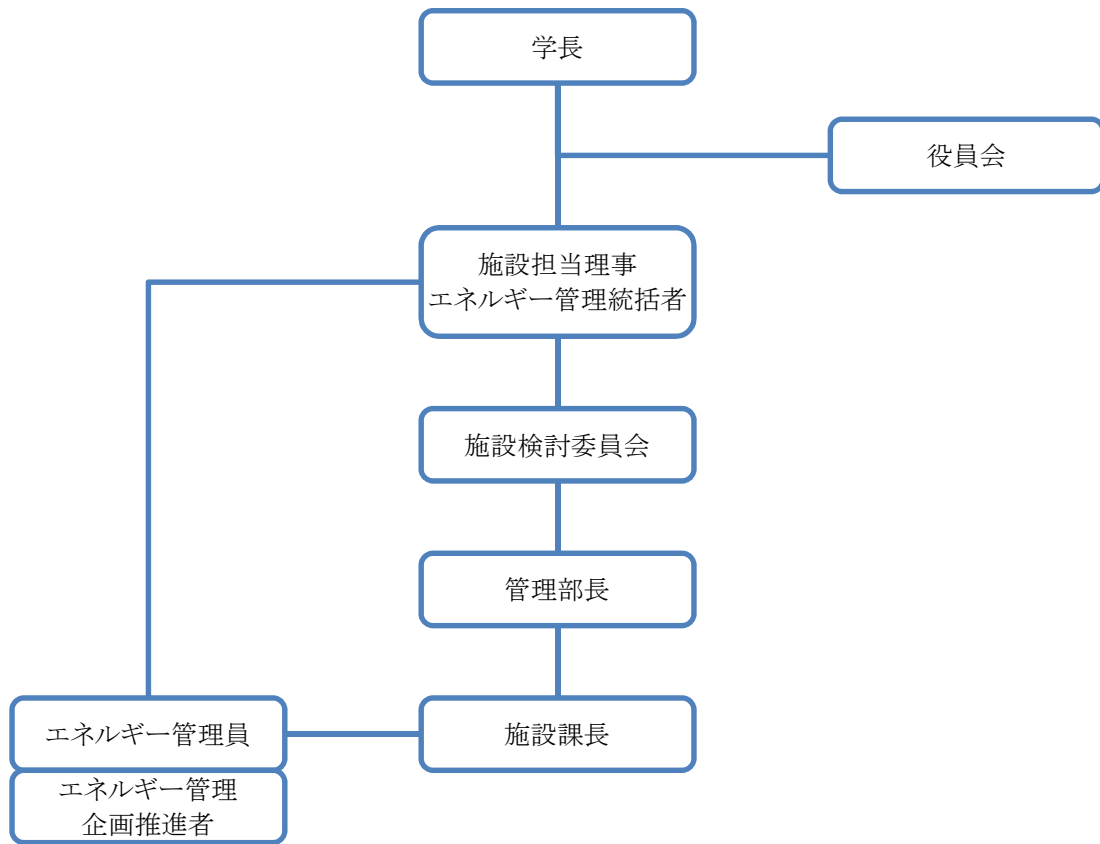 学長
役員会
施設担当理事
エネルギー管理統括者
施設検討委員会
管理部長
エネルギー管理員
施設課長
エネルギー管理
企画推進者